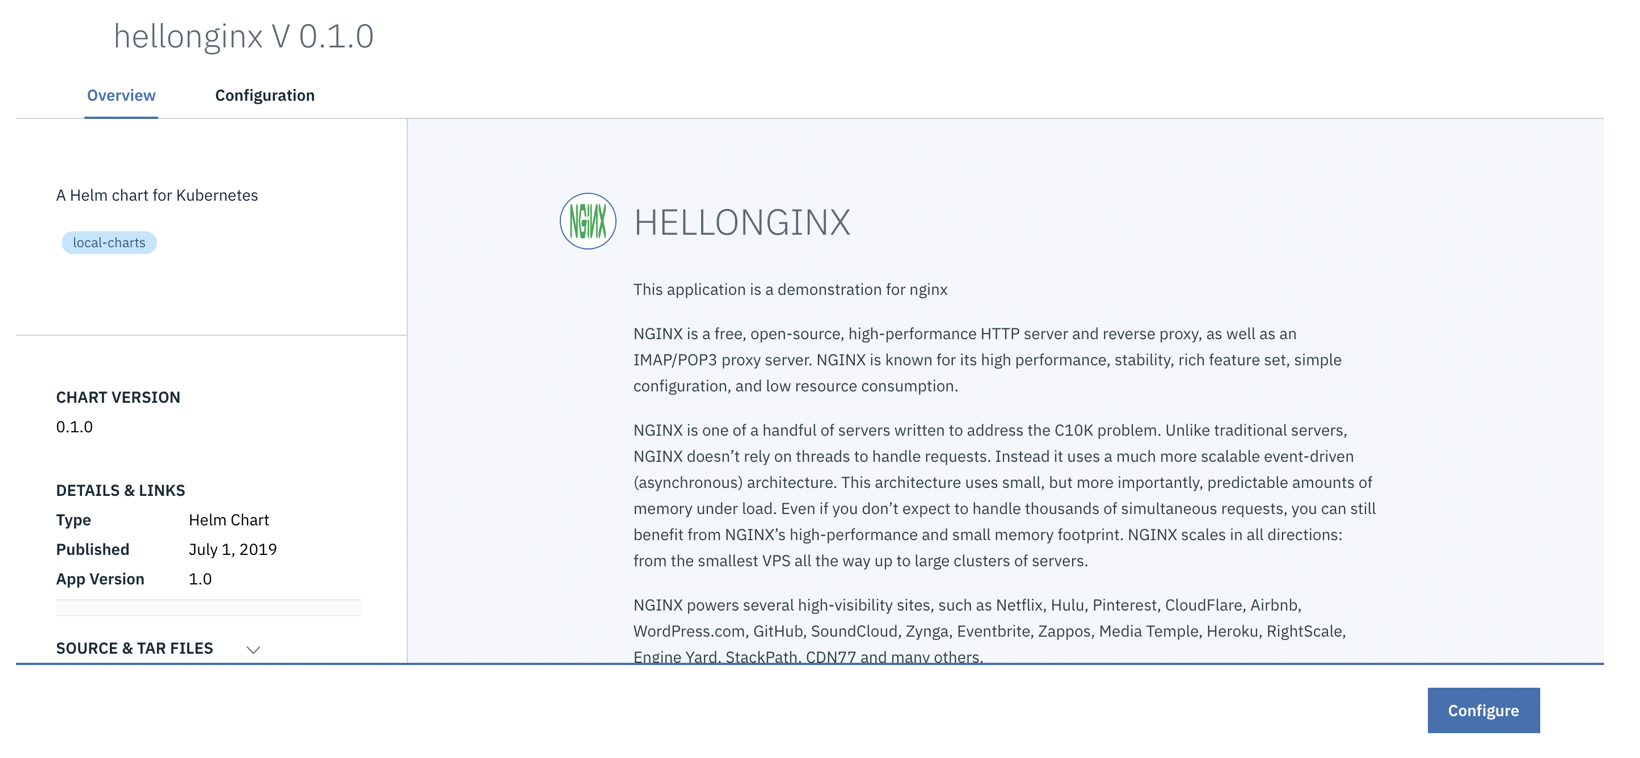 hellonginx V 0.1.0
Overview
Configuration
A Helm chart for Kubernetes
local-charts
CHART VERSION
0.1.0
DETAILS & LINKS
Type Helm Chart
Published July 1, 2019
App Version 1.0
SOURCE & TAR FILES
NGINX
HELLONGINX
This application is a demonstration for nginx
NGINX is a free, open-source, high-performance HTTP server and reverse proxy, as well as an
IMAP/POP3 proxy server. NGINX is known for its high performance, stability, rich feature set, simple
configuration, and low resource consumption.
NGINX is one of a handful of servers written to address the C10K problem. Unlike traditional servers,
NGINX doesn’t rely on threads to handle requests. Instead it uses a much more scalable event-driven
(asynchronous) architecture. This architecture uses small, but more importantly, predictable amounts of
memory under load. Even if you don’t expect to handle thousands of simultaneous requests, you can still
benefit from NGINX’s high-performance and small memory footprint. NGINX scales in all directions:
from the smallest VPS all the way up to large clusters of servers.
NGINX powers several high-visibility sites, such as Netflix, Hulu, Pinterest, CloudFlare, Airbnb,
WordPress.com, GitHub, SoundCloud, Zynga, Eventbrite, Zappos, Media Temple, Heroku, RightScale,
Engine Yard, StackPath, CDN77 and many others.
Configure